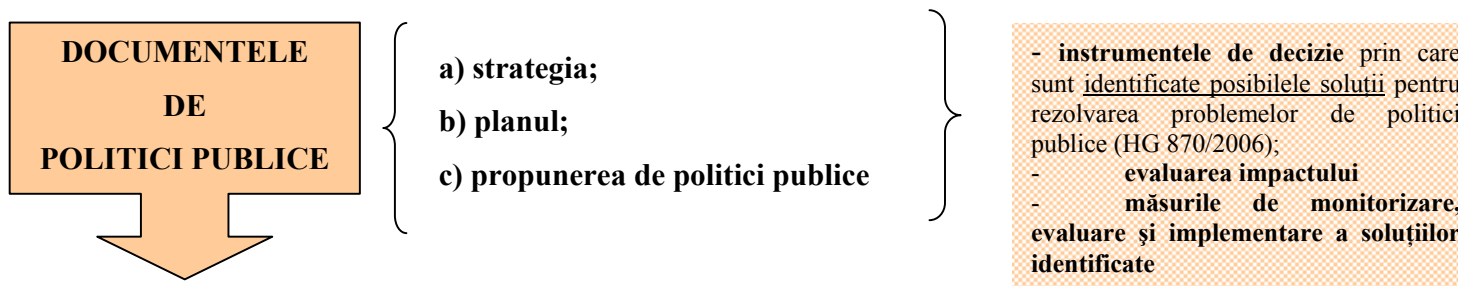 DOCUMENTELE
DE
POLITICI PUBLICE
a) strategia;
b) planul;
c) propunerea de politici publice
- instrumentele de decizie prin care
sunt identificate posibilele soluții pentru
rezolvarea problemelor de politici
publice (HG 870/2006);
- evaluarea impactului
- măsurile de monitorizare,
evaluare şi implementare a soluțiilor
identificate